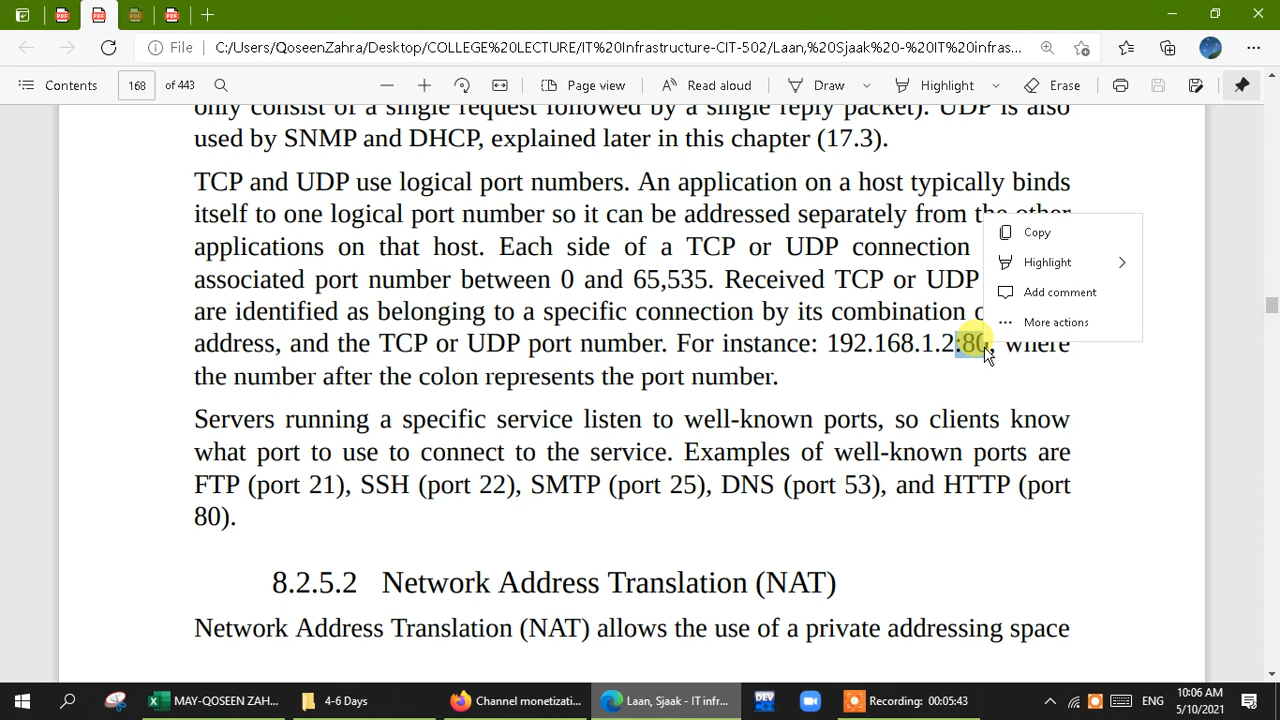 File C:/Users/QoseenZahra/Desktop/COLLEGE%20LECTURE/IT%20Infrastructure-CIT-502/Laan,%20Sjaak%20-%20IT%20infras...
Contents 168 of 443 Page view Read aloud Draw Highlight Erase
only consist of a single request followed by a single reply packet). UDP is also
used by SNMP and DHCP, explained later in this chapter (17.3).
TCP and UDP use logical port numbers. An application on a host typically binds
itself to one logical port number so it can be addressed separately from the other
applications on that host. Each side of a TCP or UDP connection
associated port number between 0 and 65,535. Received TCP or UDP
are identified as belonging to a specific connection by its combination
address, and the TCP or UDP port number. For instance: 192.168.1.2:80, where
the number after the colon represents the port number.
Copy
Highlight
Add comment
More actions
Servers running a specific service listen to well-known ports, so clients know
what port to use to connect to the service. Examples of well-known ports are
FTP (port 21), SSH (port 22), SMTP (port 25), DNS (port 53), and HTTP (port
80).
8.2.5.2 Network Address Translation (NAT)
Network Address Translation (NAT) allows the use of a private addressing space
MAY-QOSEEN ZAH... 4-6 Days Channel monetizati... Laan, Sjaak - IT infr... DEV Recording: 00:05:43 ENG 10:06 AM
5/10/2021